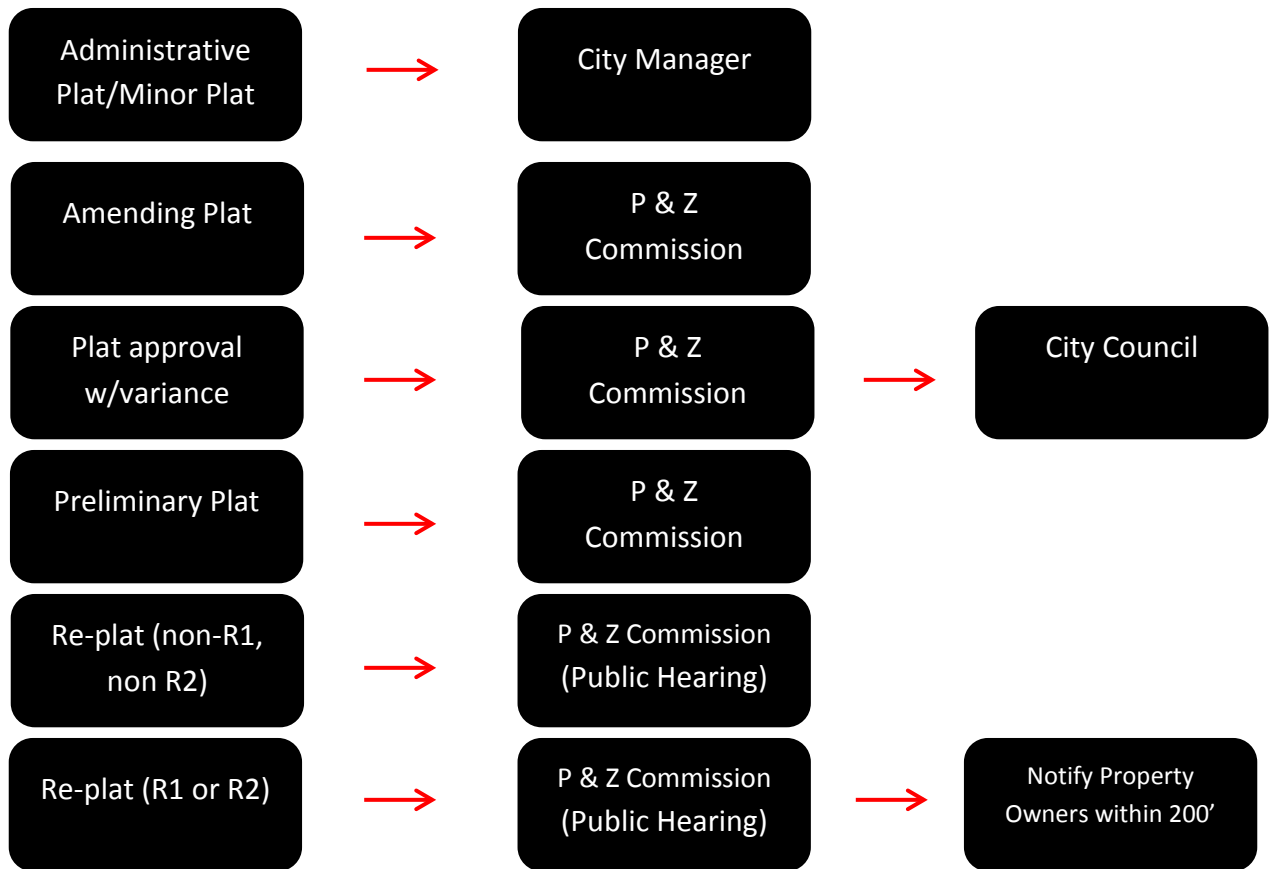 Administrative
Plat/Minor Plat
City Manager
Amending Plat
P & Z
Commission
Plat approval
w/variance
P & Z
Commission
City Council
Preliminary Plat
P & Z
Commission
Re-plat (non-R1,
non R2)
P & Z Commission
(Public Hearing)
Re-plat (R1 or R2)
P & Z Commission
(Public Hearing)
Notify Property
Owners within 200’